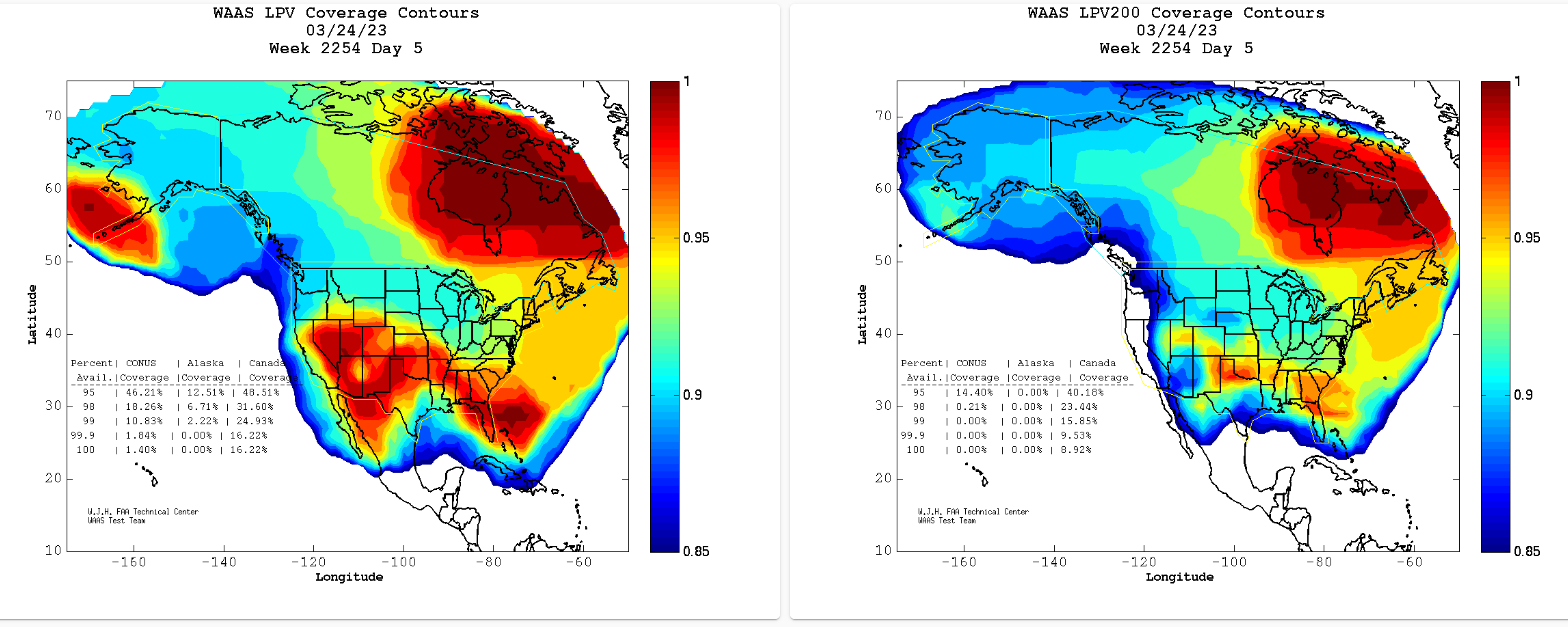 WAAS LPV Coverage Contours
03/24/23
Week 2254 Day 5
1
70
60
0.95
50
Latitude
40
Percent| CONUS | Alaska | Canada
Avail.|Coverage |Coverage | Coverage
95 | 46.21% | 12.51% | 48.51%
0.9
98 | 18.26% | 6.71% | 31.60%
30
99 | 10.83% | 2.22% | 24.93%
99.9 | 1.84% | 0.00% | 16.22%
100 | 1.40% | 0.00% | 16.22%
20
W.J.H. FAA Technical Center
WAAS Test Team
10
0.85
-160 -140 -120 -100 -80 -60
Longitude
WAAS LPV200 Coverage Contours
03/24/23
Week 2254 Day 5
1
70
60
0.95
50
Latitude
40
Percent| CONUS | Alaska | Canada
Avail.|Coverage |Coverage | Coverage
95 | 14.40% | 0.00% | 40.18%
0.9
98 | 0.21% | 0.00% | 23.44%
30
99 | 0.00% | 0.00% | 15.85%
99.9 | 0.00% | 0.00% | 9.53%
100 | 0.00% | 0.00% | 8.92%
20
W.J.H. FAA Technical Center
WAAS Test Team
10
0.85
-160 -140 -120 -100 -80 -60
Longitude